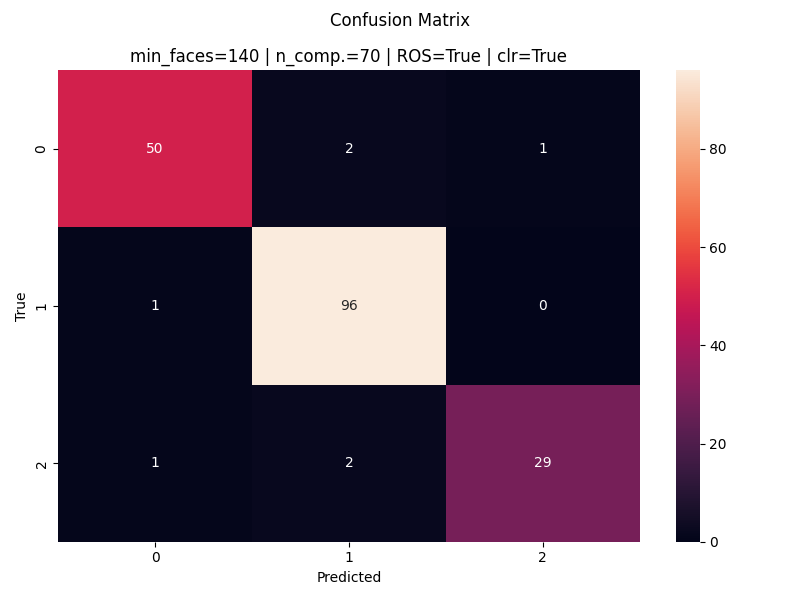 Confusion Matrix
min_faces=140 | n_comp.=70 | ROS=True | clr=True
0 50 2 1
1 1 96 0
2 1 2 29
0 1 2
True
Predicted
80
60
40
20
0